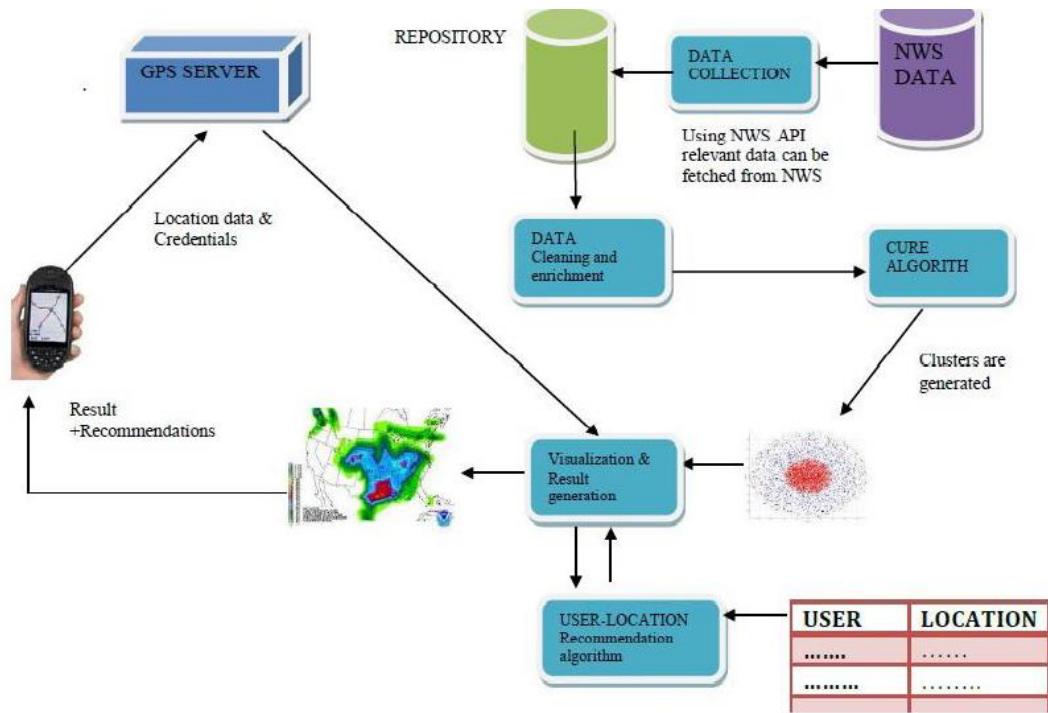 GPS SERVER
REPOSITORY
DATA
COLLECTION
NWS
DATA
Using NWS API
relevant data can be
fetched from NWS
Location data &
Credentials
DATA
Cleaning and
enrichment
CURE
ALGORITH
Clusters are
generated
Result
+Recommendations
Visualization &
Result
generation
USER-LOCATION
Recommendation
algorithm
USER LOCATION
....... ......
......... ........